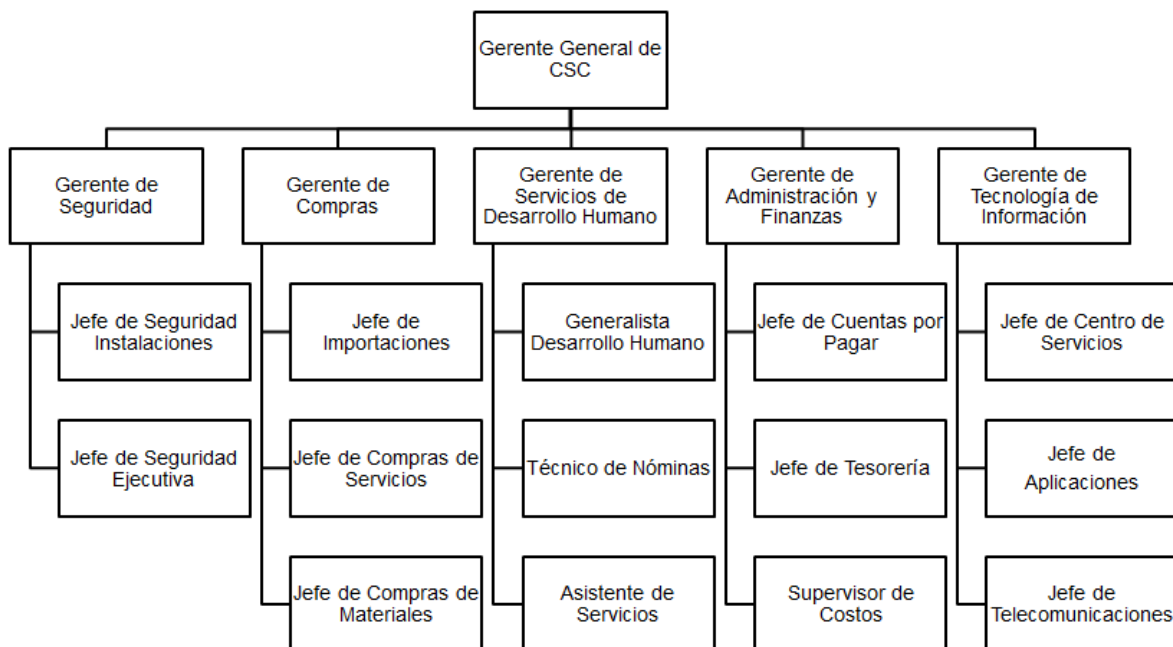 Gerente General de
CSC
Gerente de
Seguridad
Gerente de
Compras
Gerente de
Servicios de
Desarrollo Humano
Gerente de
Administración y
Finanzas
Gerente de
Tecnología de
Información
Jefe de Seguridad
Instalaciones
Jefe de
Importaciones
Generalista
Desarrollo Humano
Jefe de Cuentas por
Pagar
Jefe de Centro de
Servicios
Jefe de Seguridad
Ejecutiva
Jefe de Compras de
Servicios
Técnico de Nóminas
Jefe de Tesorería
Jefe de
Aplicaciones
Jefe de Compras de
Materiales
Asistente de
Servicios
Supervisor de
Costos
Jefe de
Telecomunicaciones